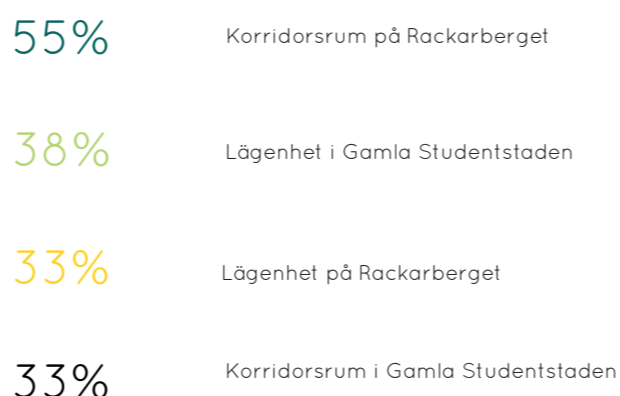 55% Korridorsrum på Rackarberget
38% Lägenhet i Gamla Studentstaden
33% Lägenhet på Rackarberget
33% Korridorsrum i Gamla Studentstaden